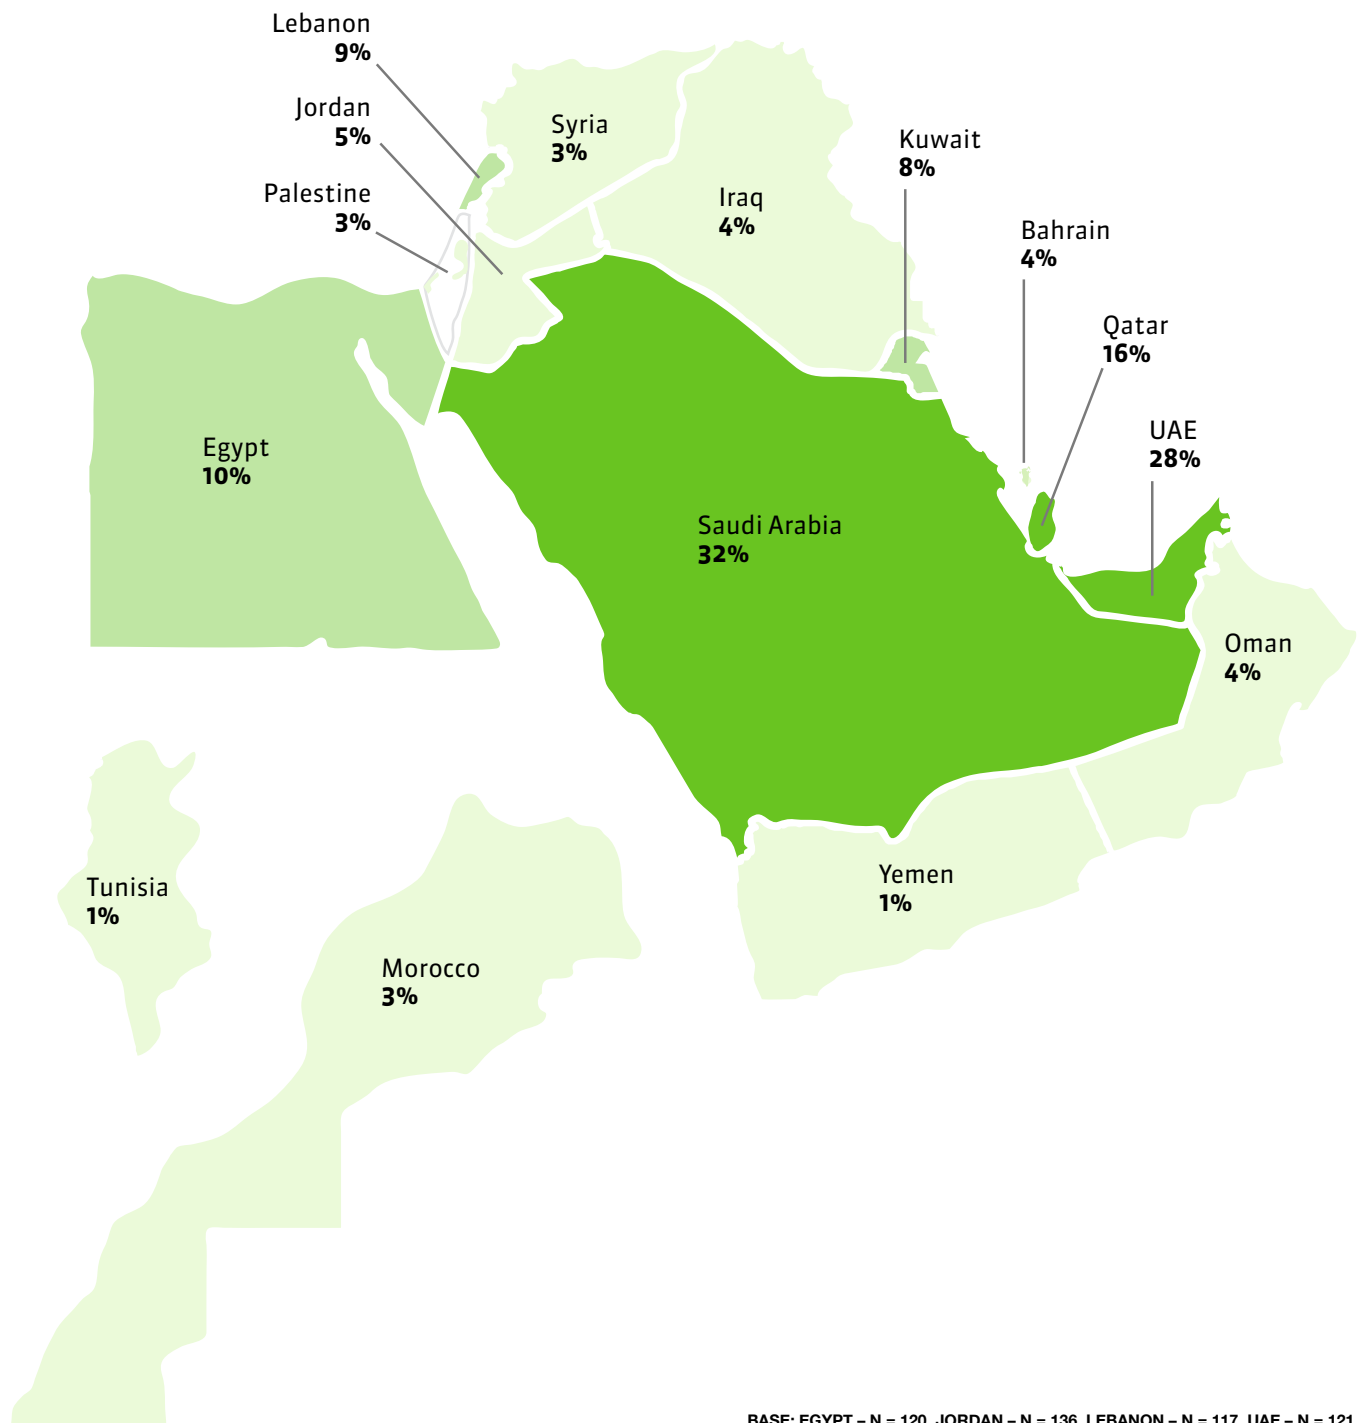 Lebanon
9%
Jordan
5%
Palestine
3%
Syria
3%
Iraq
4%
Kuwait
8%
Bahrain
4%
Qatar
16%
UAE
28%
Egypt
10%
Saudi Arabia
32%
Oman
4%
Tunisia
1%
Yemen
1%
Morocco
3%
BASE: EGYPT – N = 120, JORDAN – N = 136, LEBANON – N = 117, UAE – N = 121